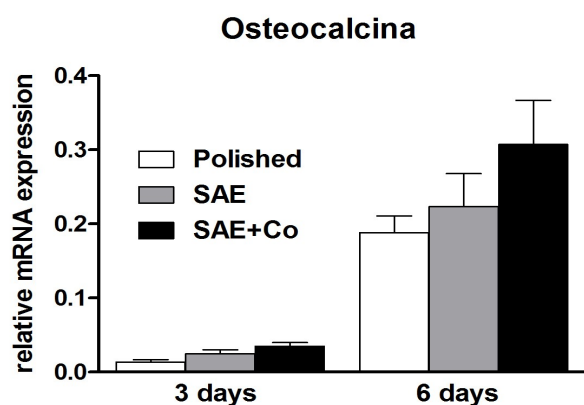 Osteocalcina
relative mRNA expression
0.4
0.3
0.2
0.1
0.0
Polished
SAE
SAE+Co
3 days
6 days